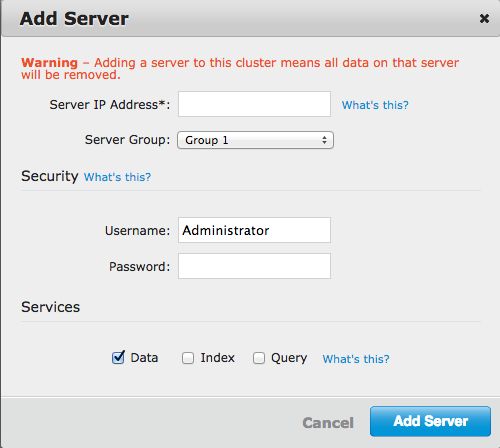 Add Server
Warning – Adding a server to this cluster means all data on that server
will be removed.
Server IP Address*: What's this?
Server Group: Group 1
Security What's this?
Username: Administrator
Password:
Services
Data Index Query What's this?
Cancel Add Server